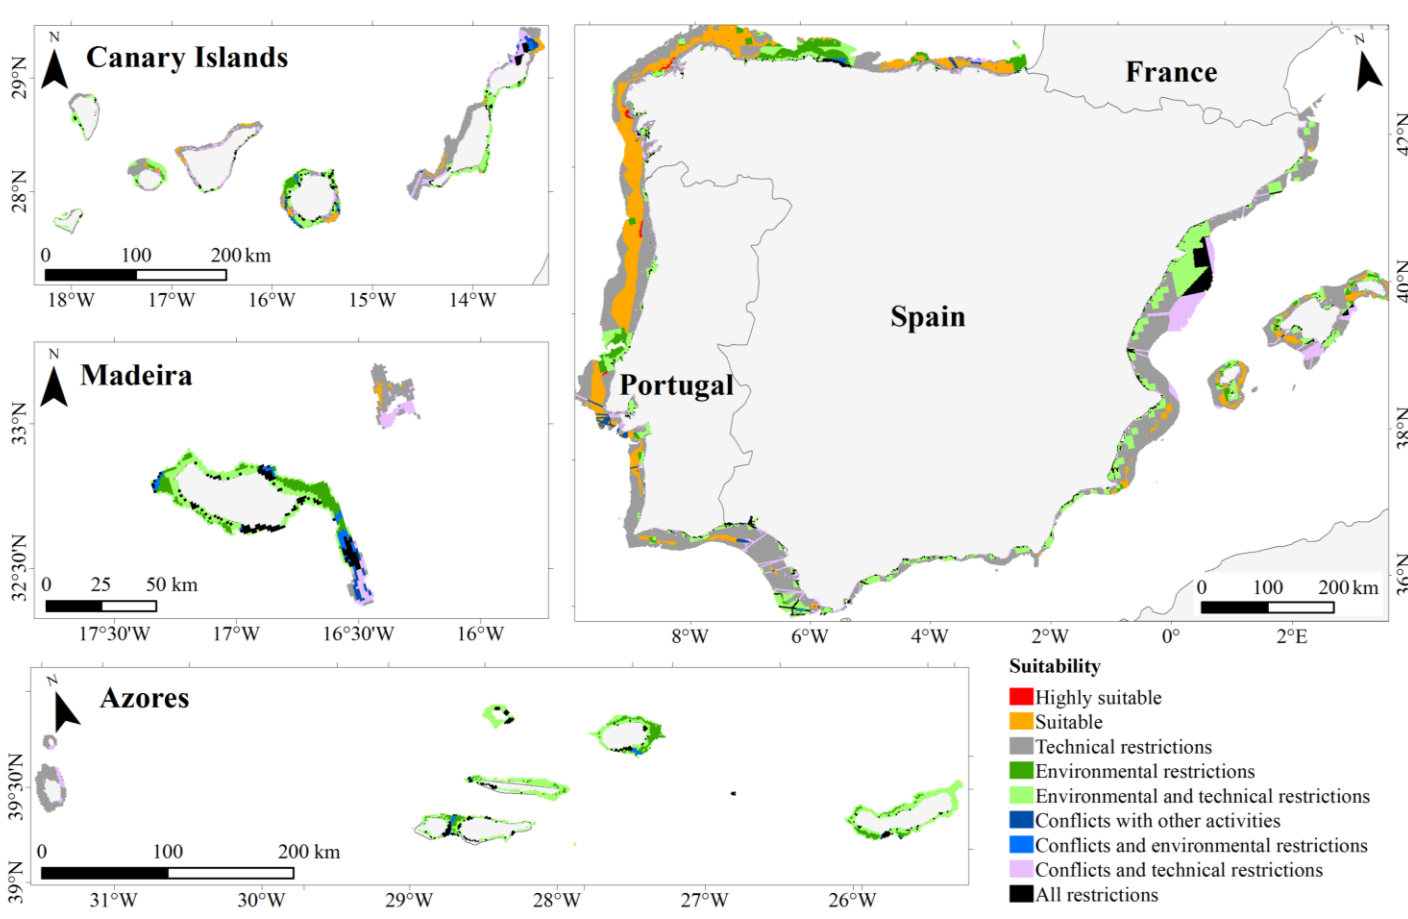 N
Canary Islands
29°N
28°N
0 100 200 km
18°W 17°W 16°W 15°W 14°W
N
Madeira
33°N
32°30'N
0 25 50 km
17°30'W 17°W 16°30'W 16°W
N
France
Spain
Portugal
42°N
40°N
38°N
36°N
0 100 200 km
8°W 6°W 4°W 2°W 0° 2°E
N
Azores
39°30'N
39°N
0 100 200 km
31°W 30°W 29°W 28°W 27°W 26°W
Suitability
Highly suitable
Suitable
Technical restrictions
Environmental restrictions
Environmental and technical restrictions
Conflicts with other activities
Conflicts and environmental restrictions
Conflicts and technical restrictions
All restrictions